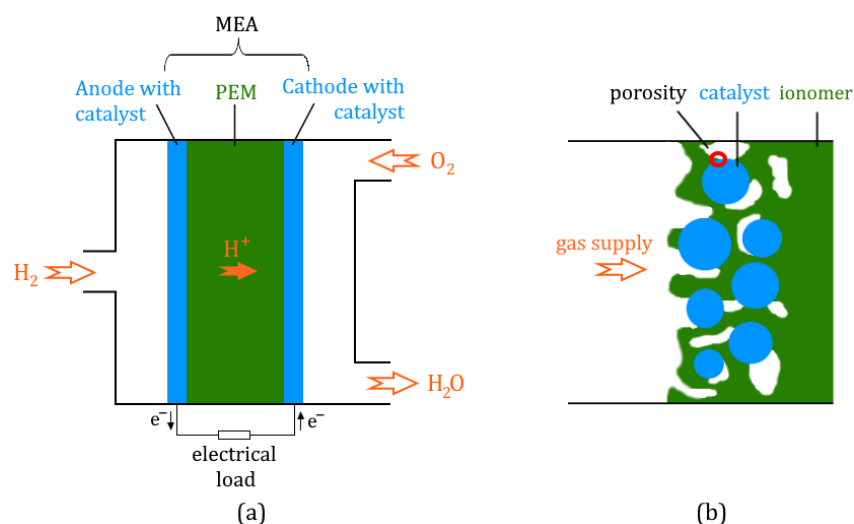 MEA
Anode with
catalyst
PEM
Cathode with
catalyst
O₂
H⁺
H₂
H₂O
e⁻
e⁻
electrical
load
(a)
porosity catalyst ionomer
gas supply
(b)